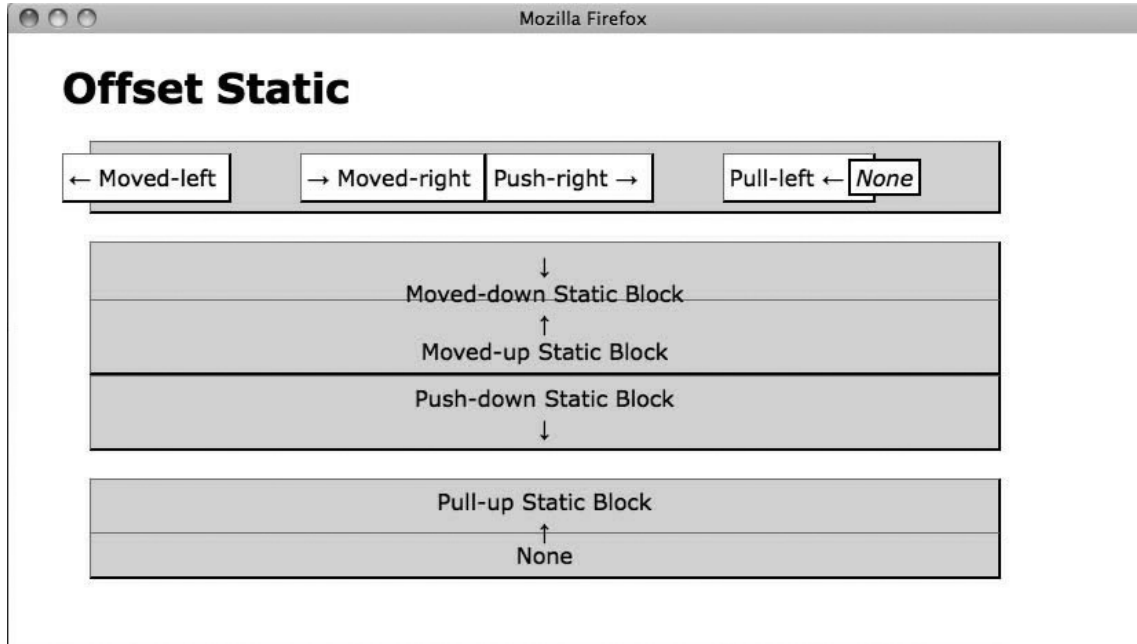 Mozilla Firefox
Offset Static
← Moved-left → Moved-right Push-right → Pull-left ← None
↓
Moved-down Static Block
↑
Moved-up Static Block
Push-down Static Block
↓
Pull-up Static Block
↑
None